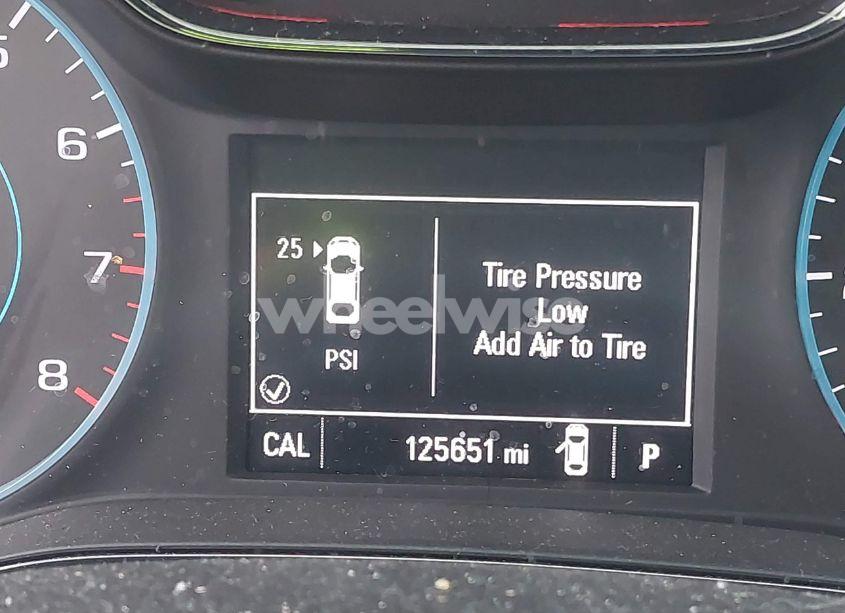 5
6
7
8
25
PSI
Tire Pressure
Low
Add Air to Tire
wheelwise
CAL
125651 mi
P